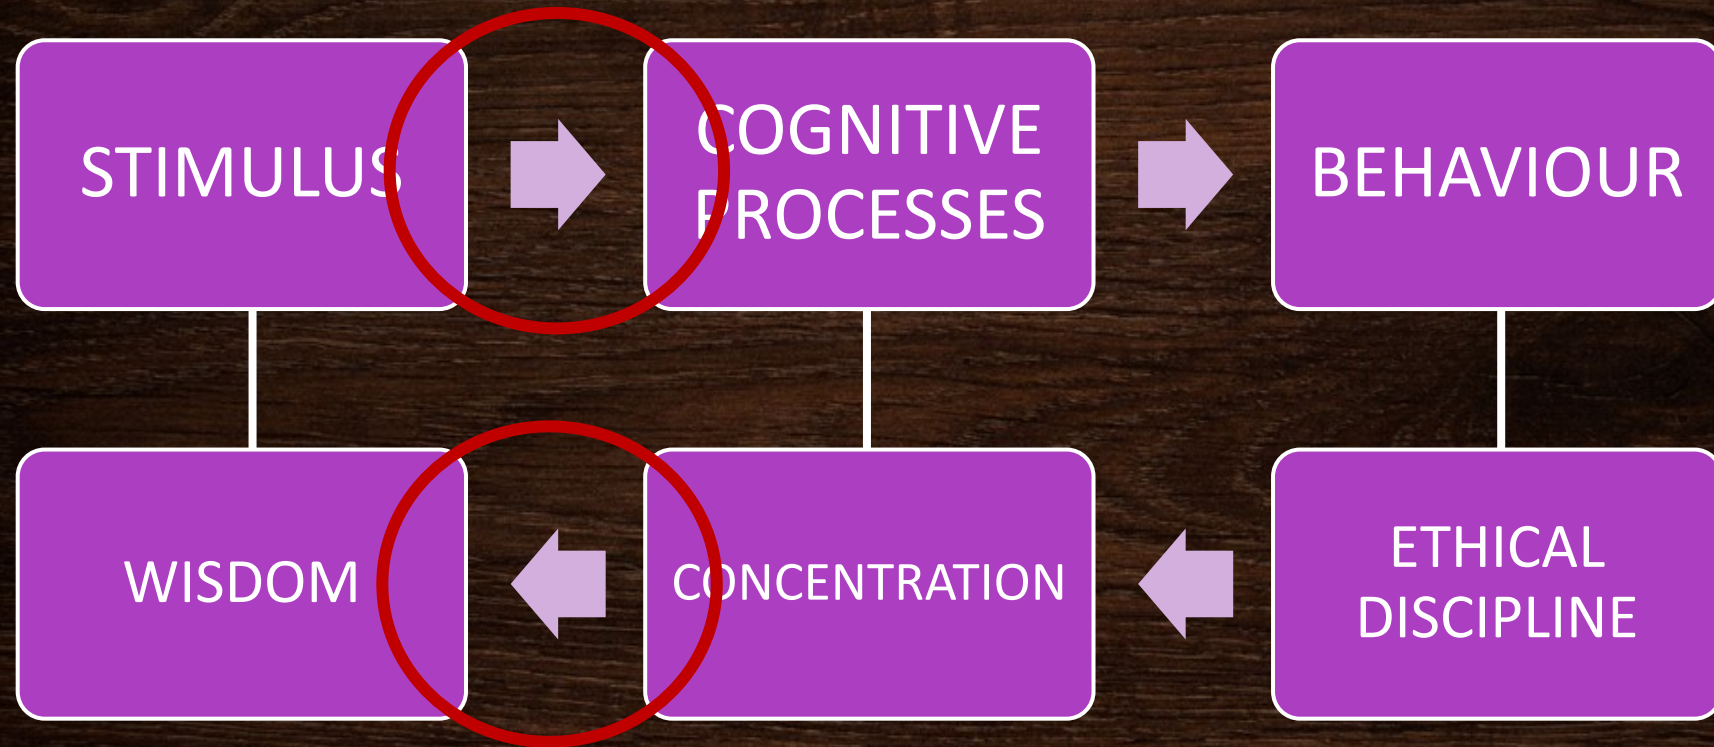 STIMULUS
COGNITIVE
PROCESSES
BEHAVIOUR
WISDOM
CONCENTRATION
ETHICAL
DISCIPLINE